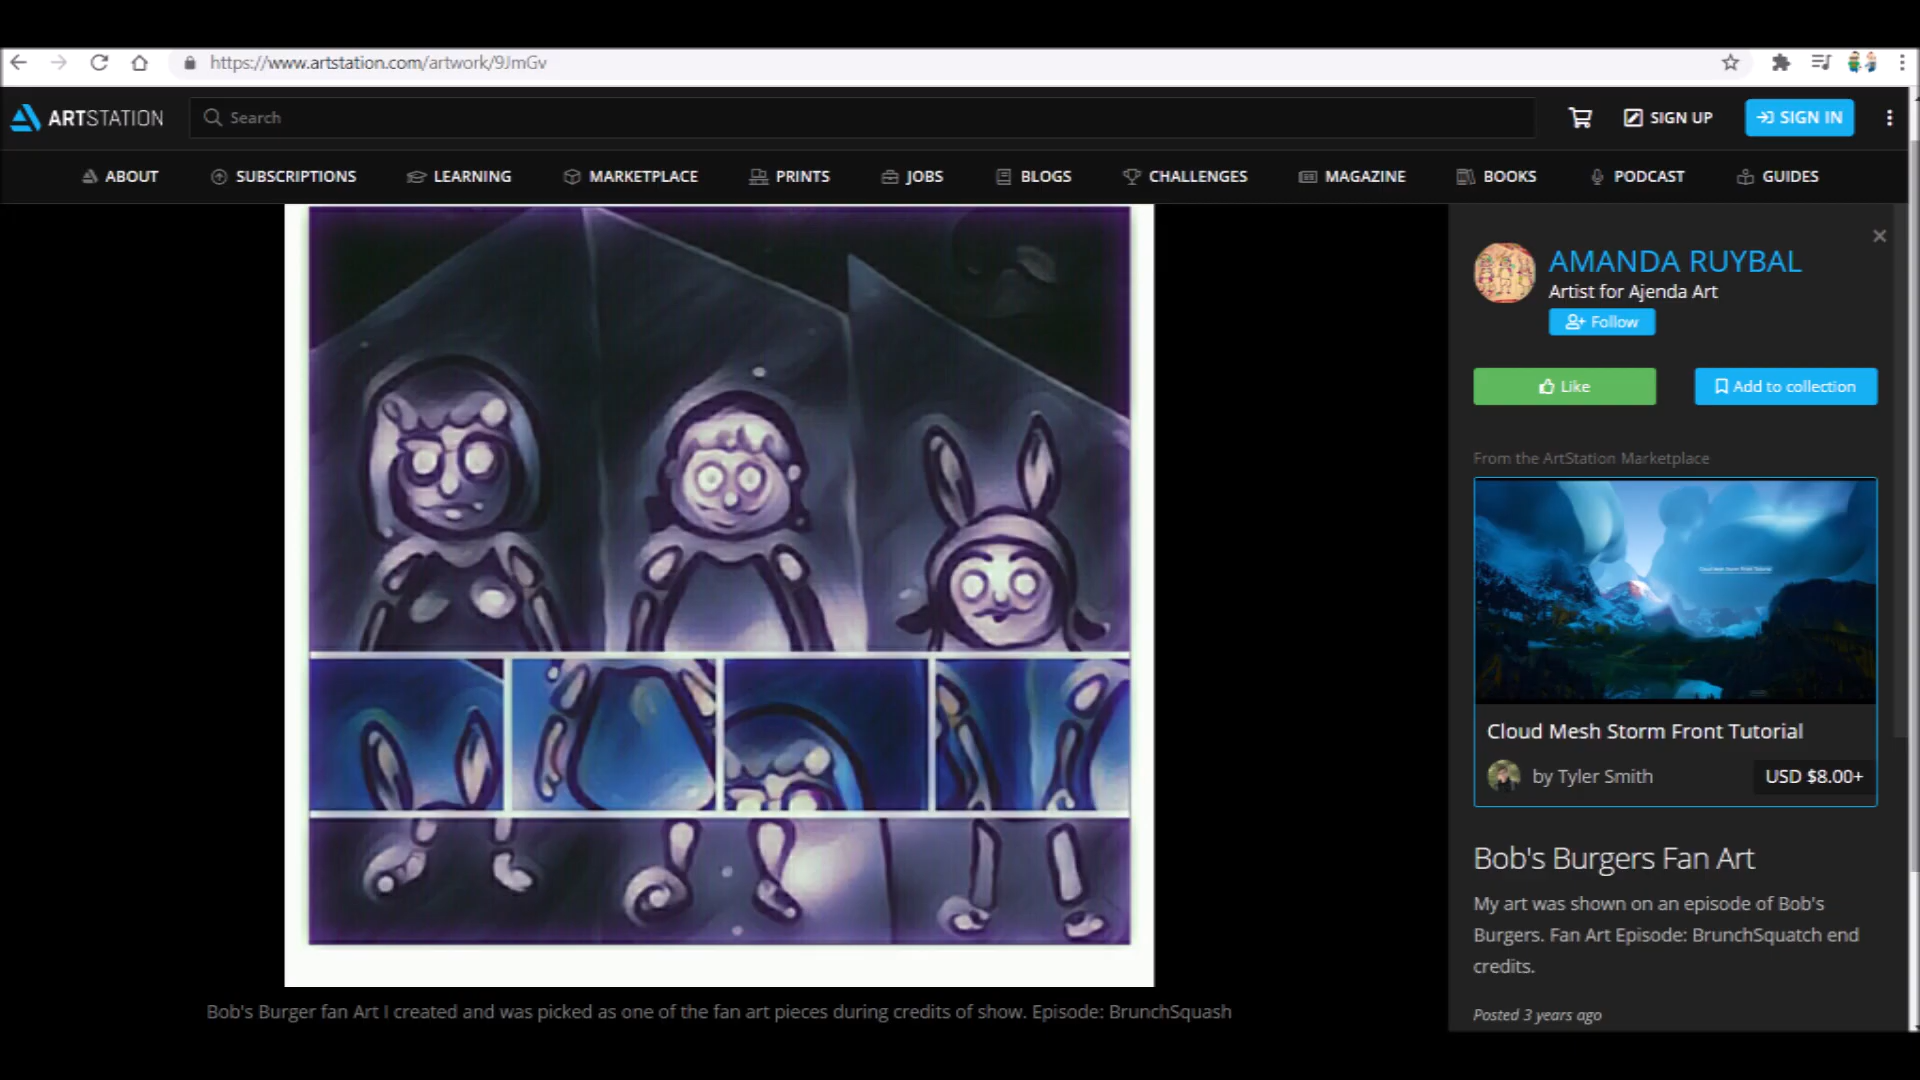 https://www.artstation.com/artwork/9JmGv
ARTSTATION
Search
SIGN UP
SIGN IN
ABOUT
SUBSCRIPTIONS
LEARNING
MARKETPLACE
PRINTS
JOBS
BLOGS
CHALLENGES
MAGAZINE
BOOKS
PODCAST
GUIDES
AMANDA RUYBAL
Artist for Ajenda Art
Follow
Like
Add to collection
From the ArtStation Marketplace
Cloud Mesh Storm Front Tutorial
Cloud Mesh Storm Front Tutorial
by Tyler Smith
USD $8.00+
Bob's Burgers Fan Art
My art was shown on an episode of Bob's
Burgers. Fan Art Episode: BrunchSquatch end
credits.
Posted 3 years ago
Bob's Burger fan Art I created and was picked as one of the fan art pieces during credits of show. Episode: BrunchSquash